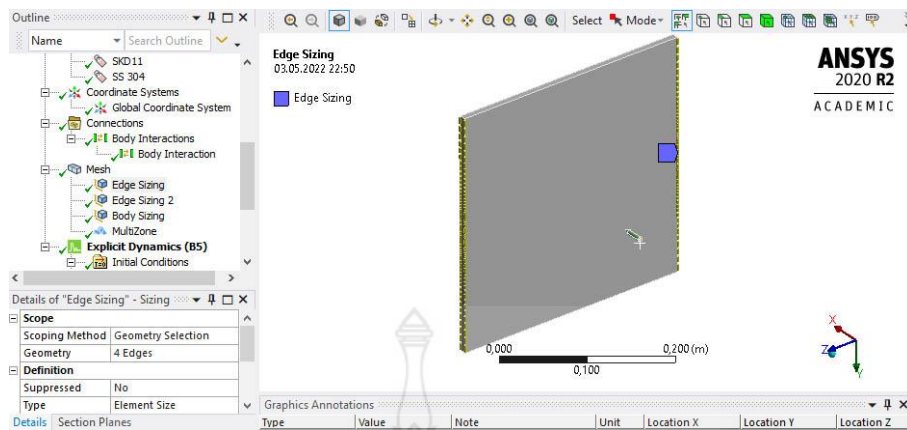 Outline
Name
Search Outline
SKD11
SS 304
Coordinate Systems
Global Coordinate System
Connections
Body Interactions
Body Interaction
Mesh
Edge Sizing
Edge Sizing 2
Body Sizing
MultiZone
Explicit Dynamics (B5)
Initial Conditions
Details of "Edge Sizing" - Sizing
Scope
Scoping Method Geometry Selection
Geometry 4 Edges
Definition
Suppressed No
Type Element Size
Details Section Planes
Select Mode
Edge Sizing
03.05.2022 22:50
Edge Sizing
ANSYS
2020 R2
ACADEMIC
0,000 0,200 (m)
0,100
X
Z
Y
Graphics Annotations
Type Value Note Unit Location X Location Y Location Z